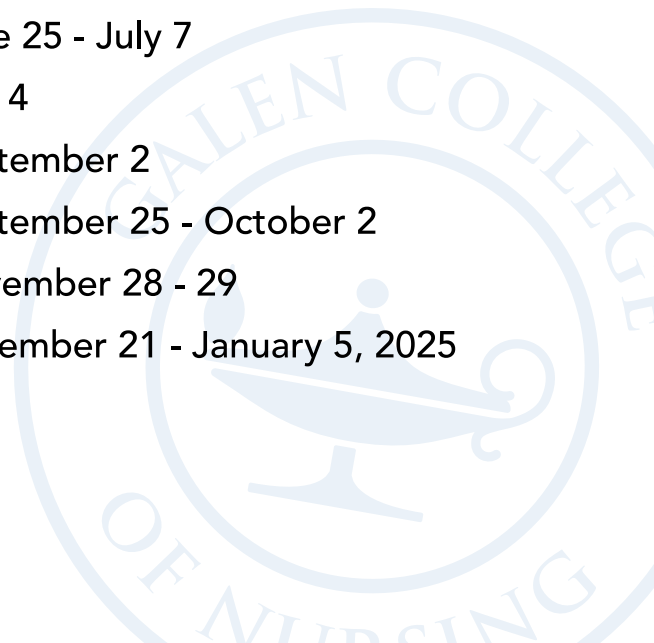 e 25 - July 7
4
tember 2
tember 25 - October 2
vember 28 - 29
ember 21 - January 5, 2025
GALEN COLLEGE
OF NURSING